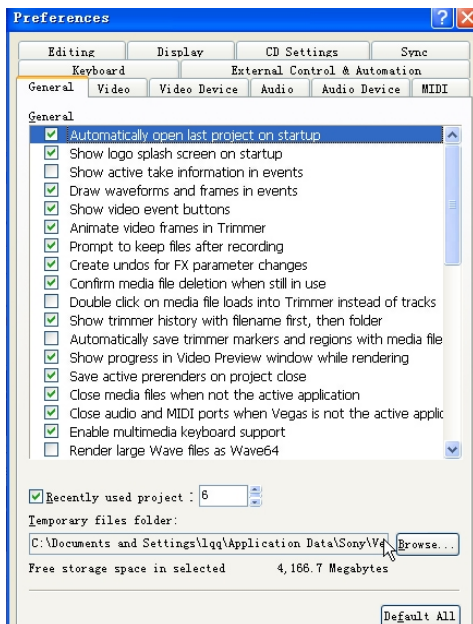 Preferences
Editing Display CD Settings Sync
Keyboard External Control & Automation
General Video Video Device Audio Audio Device MIDI
General
Automatically open last project on startup
Show logo splash screen on startup
Show active take information in events
Draw waveforms and frames in events
Show video event buttons
Animate video frames in Trimmer
Prompt to keep files after recording
Create undos for FX parameter changes
Confirm media file deletion when still in use
Double click on media file loads into Trimmer instead of tracks
Show trimmer history with filename first, then folder
Automatically save trimmer markers and regions with media file
Show progress in Video Preview window while rendering
Save active prerenders on project close
Close media files when not the active application
Close audio and MIDI ports when Vegas is not the active applic
Enable multimedia keyboard support
Render large Wave files as Wave64
Recently used project : 6
Temporary files folder:
C:\Documents and Settings\lqq\Application Data\Sony\Ve Browse...
Free storage space in selected 4,166.7 Megabytes
Default All